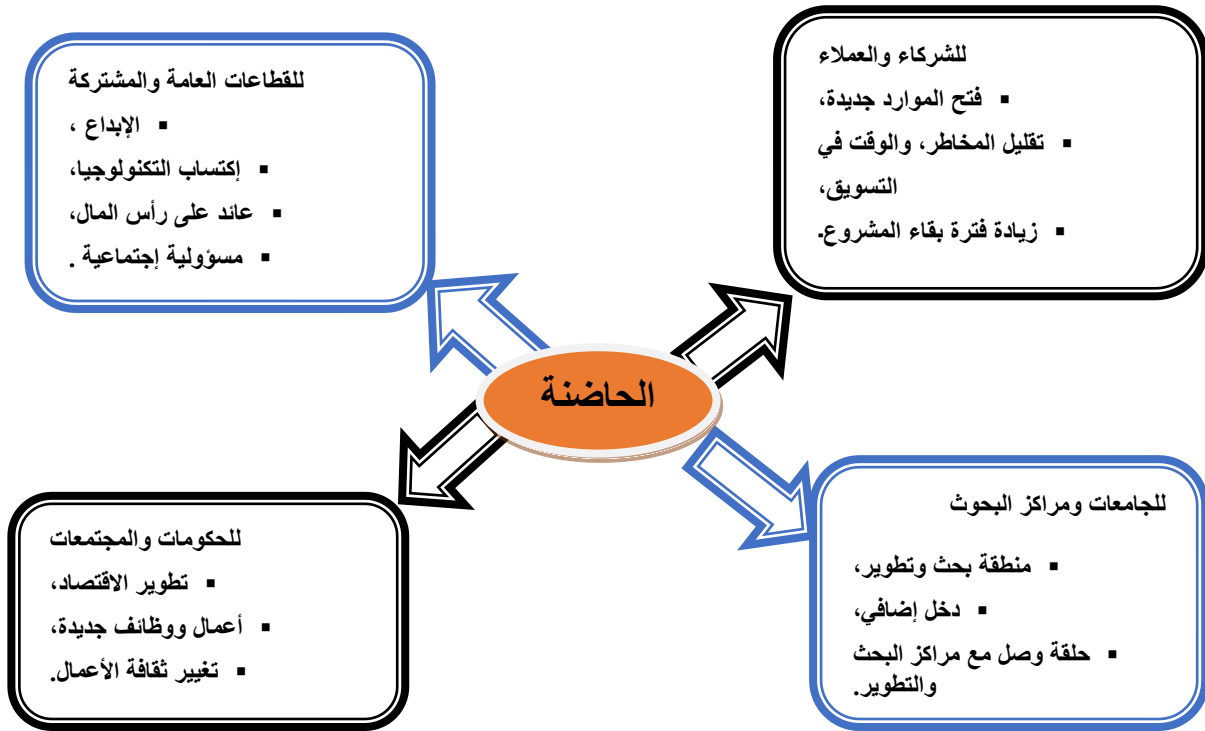 للشركاء والعملاء
▪ فتح الموارد جديدة،
▪ تقليل المخاطر، والوقت في
التسويق،
▪ زيادة فترة بقاء المشروع.
للقطاعات العامة والمشتركة
▪ الإبداع ،
▪ إكتساب التكنولوجيا،
▪ عائد على رأس المال،
▪ مسؤولية إجتماعية .
الحاضنة
للجامعات ومراكز البحوث
▪ منطقة بحث وتطوير،
▪ دخل إضافي،
▪ حلقة وصل مع مراكز البحث
والتطوير.
للحكومات والمجتمعات
▪ تطوير الاقتصاد،
▪ أعمال ووظائف جديدة،
▪ تغيير ثقافة الأعمال.